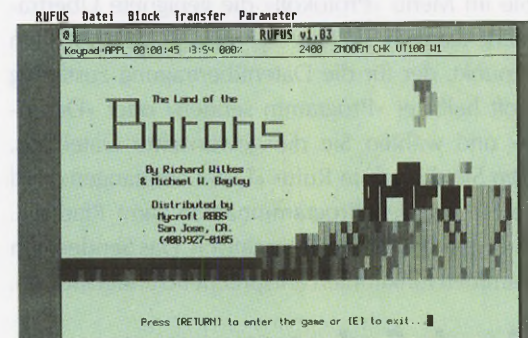 RUFUS Datei Block Transfer Parameter
RUFUS v1.03
Keypad:APPL 00:00:45 13:54 000% 2400 ZMODEM CHK VT100 W1
The Land of the
Barons
By Richard Wilkes
& Michael W. Bayley
Distributed by
Mycroft RBBS
San Jose, CA.
(408)927-0185
Press [RETURN] to enter the game or [E] to exit...